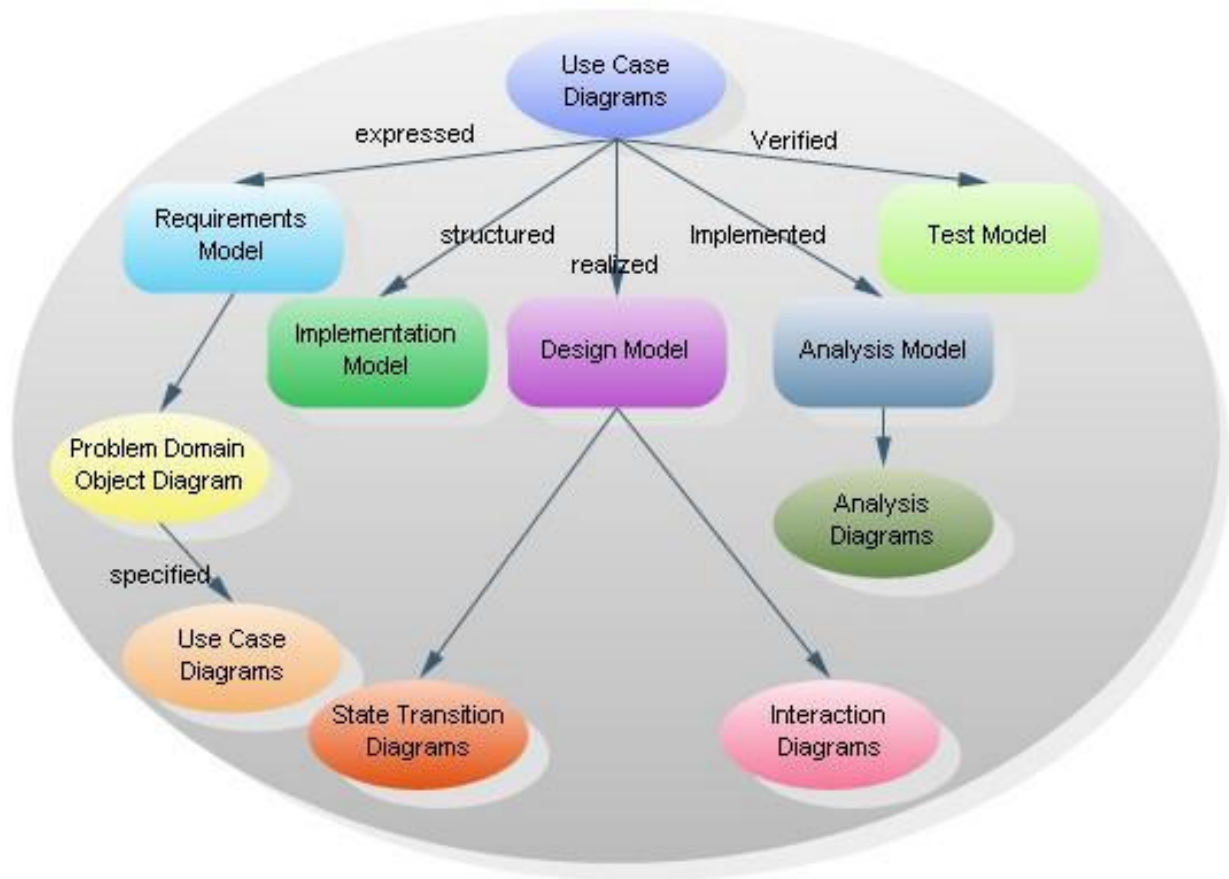 Use Case
Diagrams
expressed
Verified
Requirements
Model
structured
realized
Implemented
Test Model
Implementation
Model
Design Model
Analysis Model
Problem Domain
Object Diagram
Analysis
Diagrams
specified
Use Case
Diagrams
State Transition
Diagrams
Interaction
Diagrams